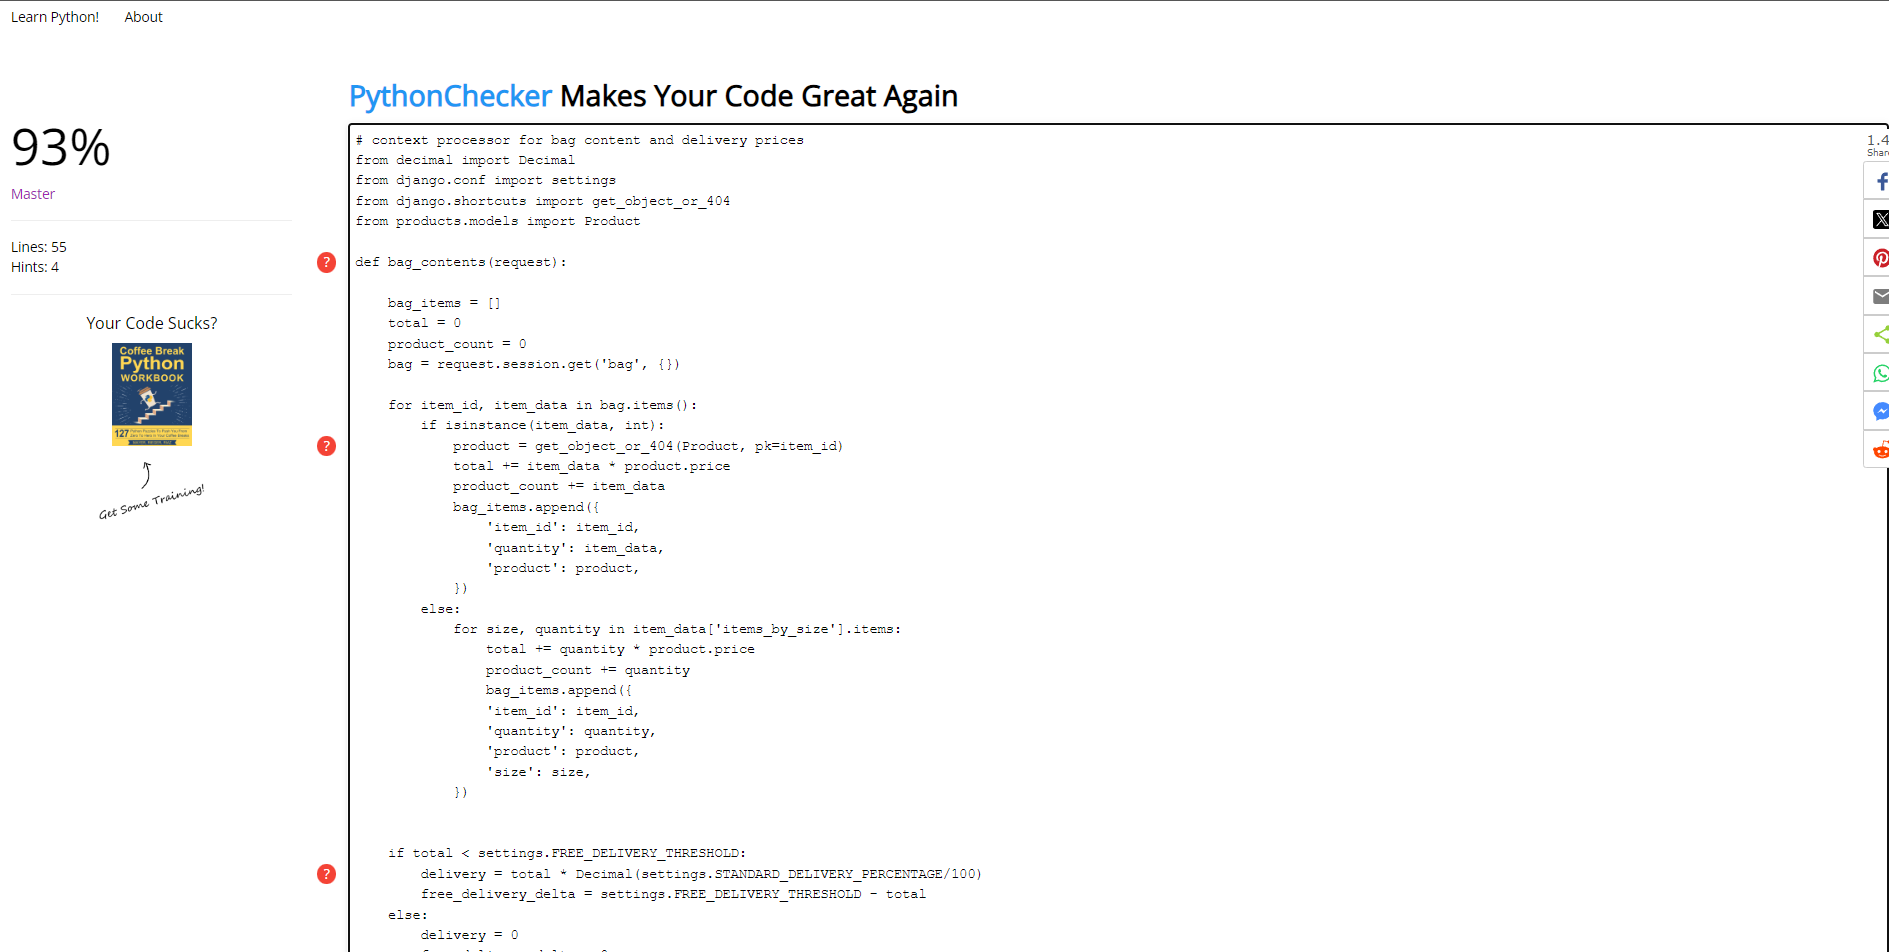 Learn Python! About
PythonChecker Makes Your Code Great Again
93%
Master
Lines: 55
Hints: 4
Your Code Sucks?
Coffee Break
Python
WORKBOOK
127
Get Some Training!
?
?
?
# context processor for bag content and delivery prices
from decimal import Decimal
from django.conf import settings
from django.shortcuts import get_object_or_404
from products.models import Product
def bag_contents(request):
    bag_items = []
    total = 0
    product_count = 0
    bag = request.session.get('bag', {})
    for item_id, item_data in bag.items():
        if isinstance(item_data, int):
            product = get_object_or_404(Product, pk=item_id)
            total += item_data * product.price
            product_count += item_data
            bag_items.append({
                'item_id': item_id,
                'quantity': item_data,
                'product': product,
            })
        else:
            for size, quantity in item_data['items_by_size'].items:
                total += quantity * product.price
                product_count += quantity
                bag_items.append({
                'item_id': item_id,
                'quantity': quantity,
                'product': product,
                'size': size,
            })
    if total < settings.FREE_DELIVERY_THRESHOLD:
        delivery = total * Decimal(settings.STANDARD_DELIVERY_PERCENTAGE/100)
        free_delivery_delta = settings.FREE_DELIVERY_THRESHOLD - total
    else:
        delivery = 0
1.4
Share